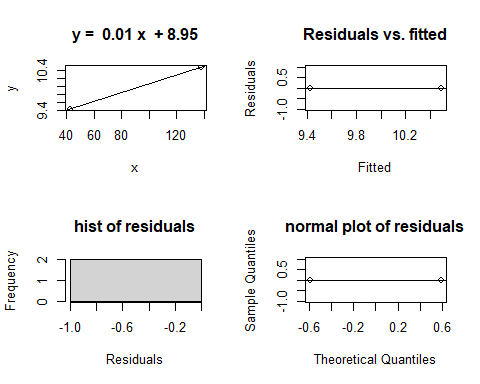 y = 0.01 x + 8.95
y
9.4 10.4
40 60 80 120
x
Residuals vs. fitted
Residuals
-1.0 0.5
9.4 9.8 10.2
Fitted
hist of residuals
Frequency
0 1 2
-1.0 -0.6 -0.2
Residuals
normal plot of residuals
Sample Quantiles
-1.0 0.5
-0.6 -0.2 0.2 0.6
Theoretical Quantiles